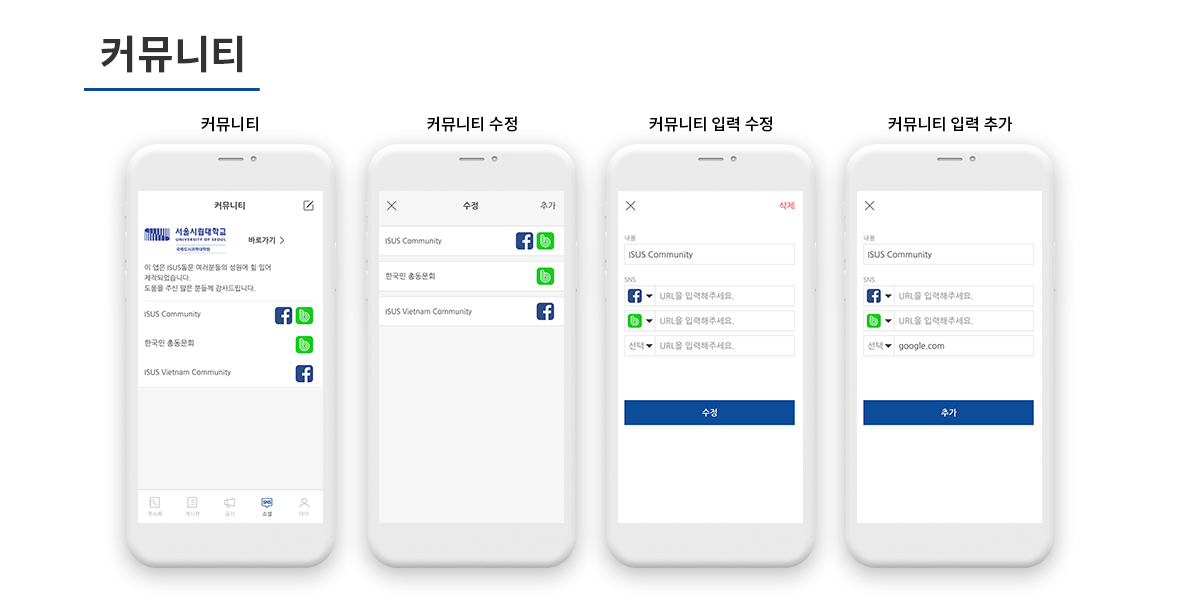 커뮤니티
커뮤니티
커뮤니티
서울시립대학교
UNIVERSITY OF SEOUL
국제도시과학대학원
바로가기
이 앱은 ISUS동문 여러분들의 성원에 힘 입어
제작되었습니다.
도움을 주신 많은 분들께 감사드립니다.
ISUS Community
한국인 총동문회
ISUS Vietnam Community
주소록 게시판 공지 소셜 마이
SNS
커뮤니티 수정
수정 추가
ISUS Community
한국인 총동문회
ISUS Vietnam Community
커뮤니티 입력 수정
삭제
내용
ISUS Community
SNS
URL을 입력해주세요.
URL을 입력해주세요.
선택 URL을 입력해주세요.
수정
커뮤니티 입력 추가
내용
ISUS Community
SNS
URL을 입력해주세요.
URL을 입력해주세요.
선택 google.com
추가